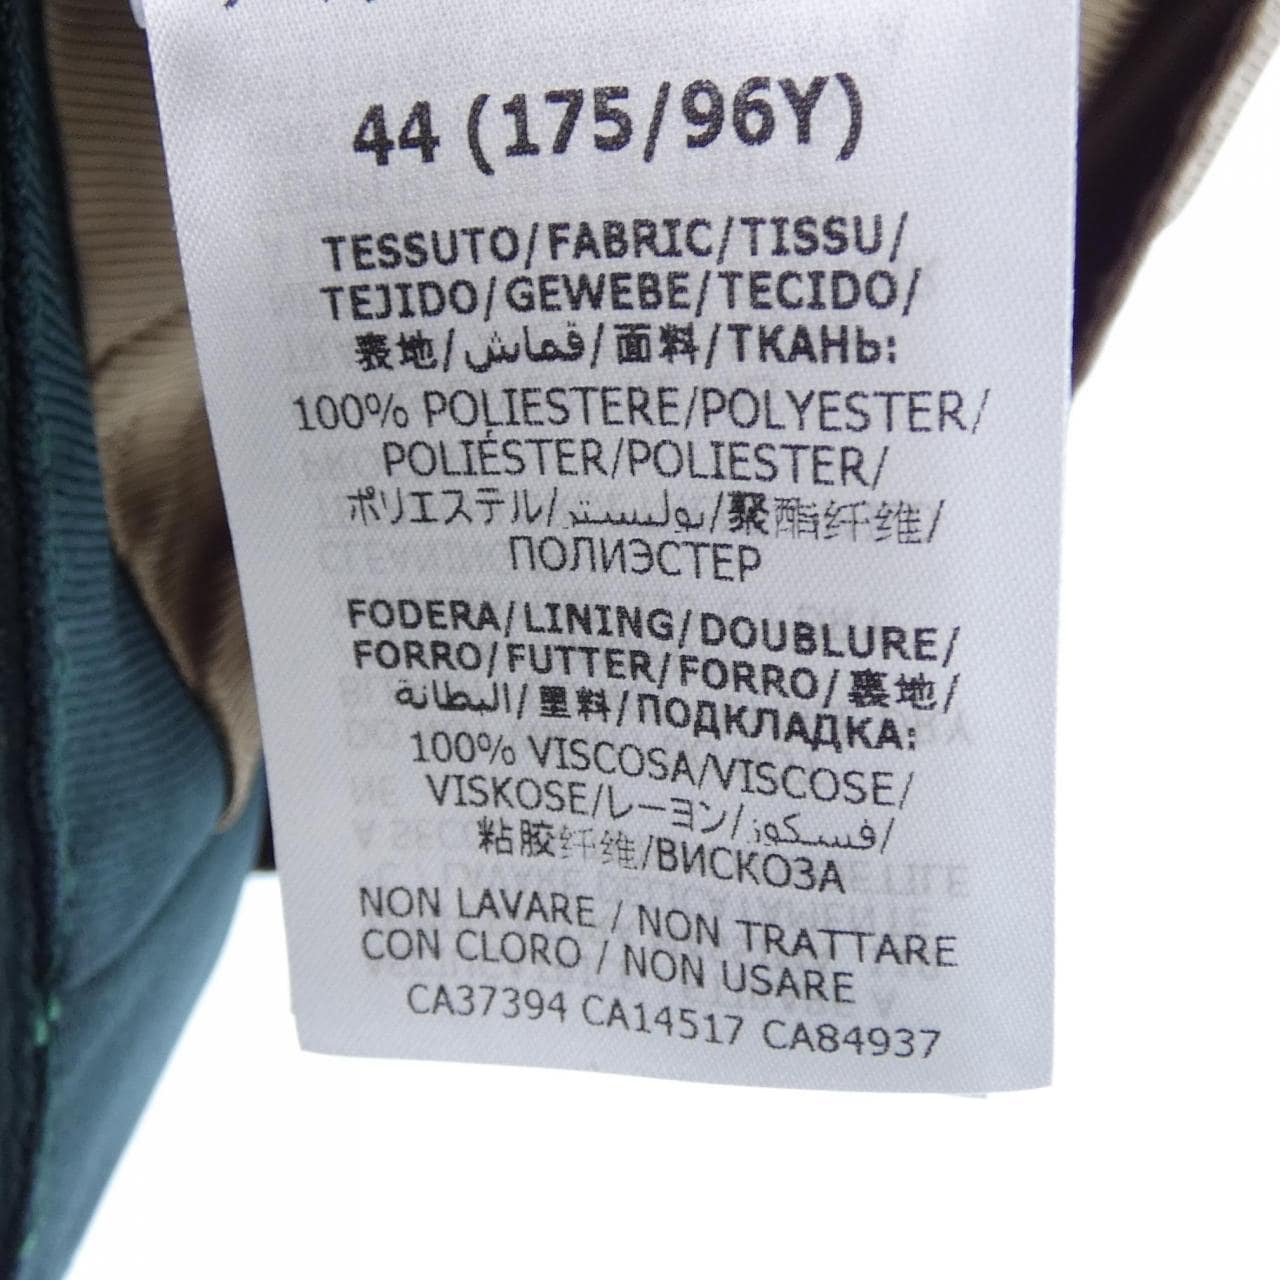 44 (175/96Y)
TESSUTO/FABRIC/TISSU/
TEJIDO/GEWEBE/TECIDO/
表地/قماش/面料/ТКАНЬ:
100% POLIESTERE/POLYESTER/
POLIÉSTER/POLIESTER/
ポリエステル/بوليستر/聚酯纤维/
ПОЛИЭСТЕР
FODERA/LINING/DOUBLURE/
FORRO/FUTTER/FORRO/裏地/
البطانة/里料/ПОДКЛАДКА:
100% VISCOSA/VISCOSE/
VISKOSE/レーヨン/فسكوز/
粘胶纤维/ВИСКОЗА
NON LAVARE / NON TRATTARE
CON CLORO / NON USARE
CA37394 CA14517 CA84937